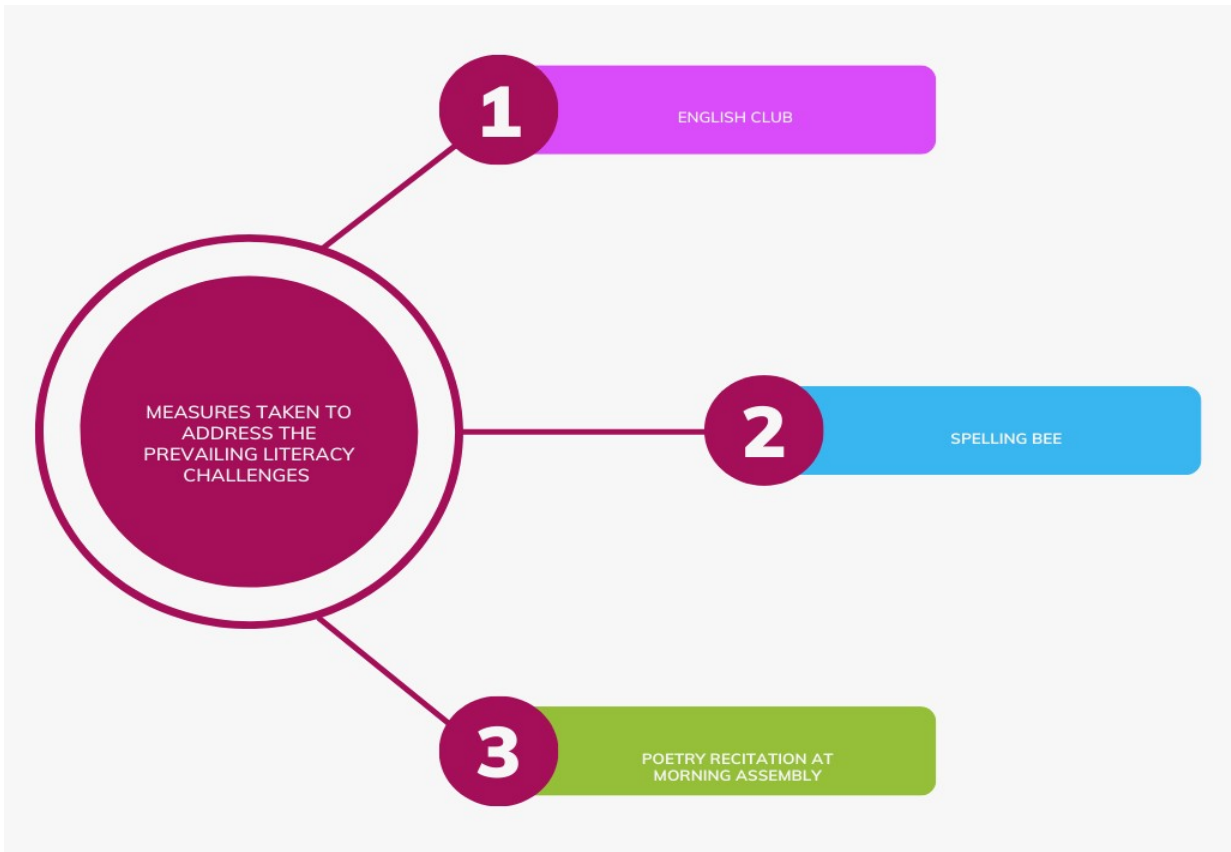 1
ENGLISH CLUB
MEASURES TAKEN TO
ADDRESS THE
PREVAILING LITERACY
CHALLENGES
2
SPELLING BEE
3
POETRY RECITATION AT
MORNING ASSEMBLY